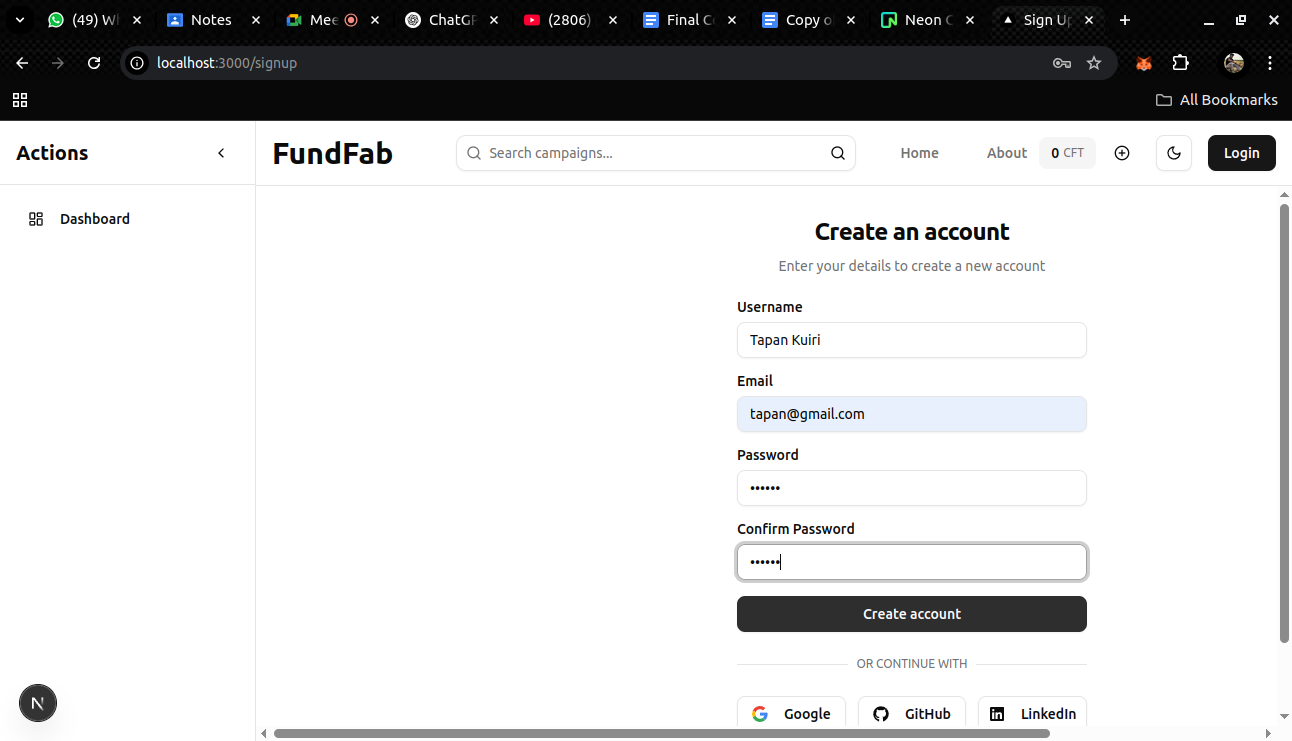 (49) Wh
Notes
Mee
ChatGP
(2806)
Final C
Copy o
Neon C
Sign Up
localhost:3000/signup
All Bookmarks
Actions
FundFab
Search campaigns...
Home
About
0 CFT
Login
Dashboard
Create an account
Enter your details to create a new account
Username
Tapan Kuiri
Email
tapan@gmail.com
Password
••••••
Confirm Password
••••••
Create account
OR CONTINUE WITH
Google
GitHub
LinkedIn
N